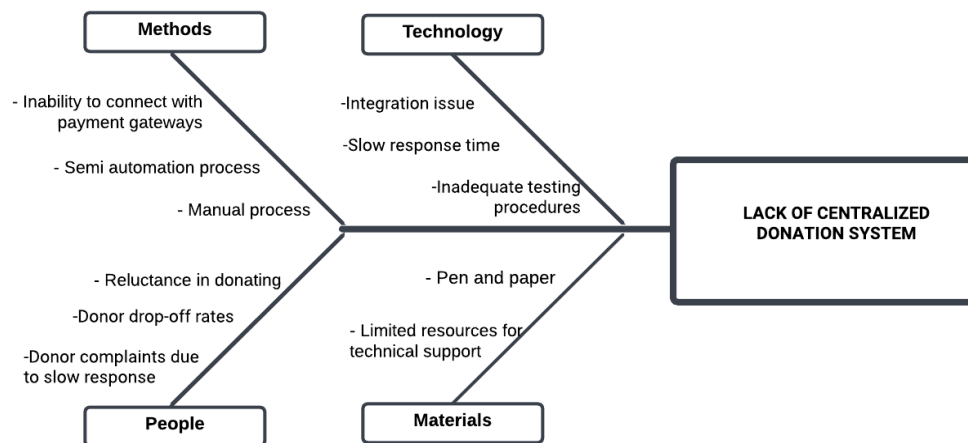 Methods
Technology
- Inability to connect with
payment gateways
- Semi automation process
- Manual process
-Integration issue
-Slow response time
-Inadequate testing
procedures
LACK OF CENTRALIZED
DONATION SYSTEM
- Reluctance in donating
-Donor drop-off rates
-Donor complaints due
to slow response
- Pen and paper
- Limited resources for
technical support
People
Materials